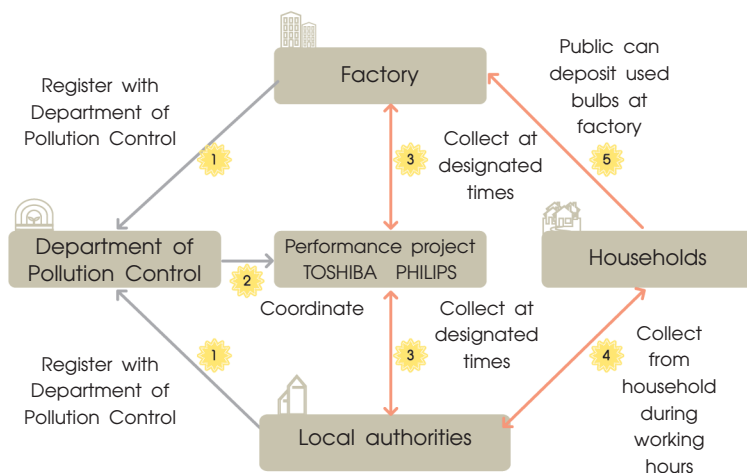 Factory
Register with
Department of
Pollution Control
1
3
Collect at
designated
times
Public can
deposit used
bulbs at
factory
5
Department of
Pollution Control
2
Coordinate
Performance project
TOSHIBA PHILIPS
Households
Register with
Department of
Pollution Control
1
3
Collect at
designated
times
4
Collect
from
household
during
working
hours
Local authorities